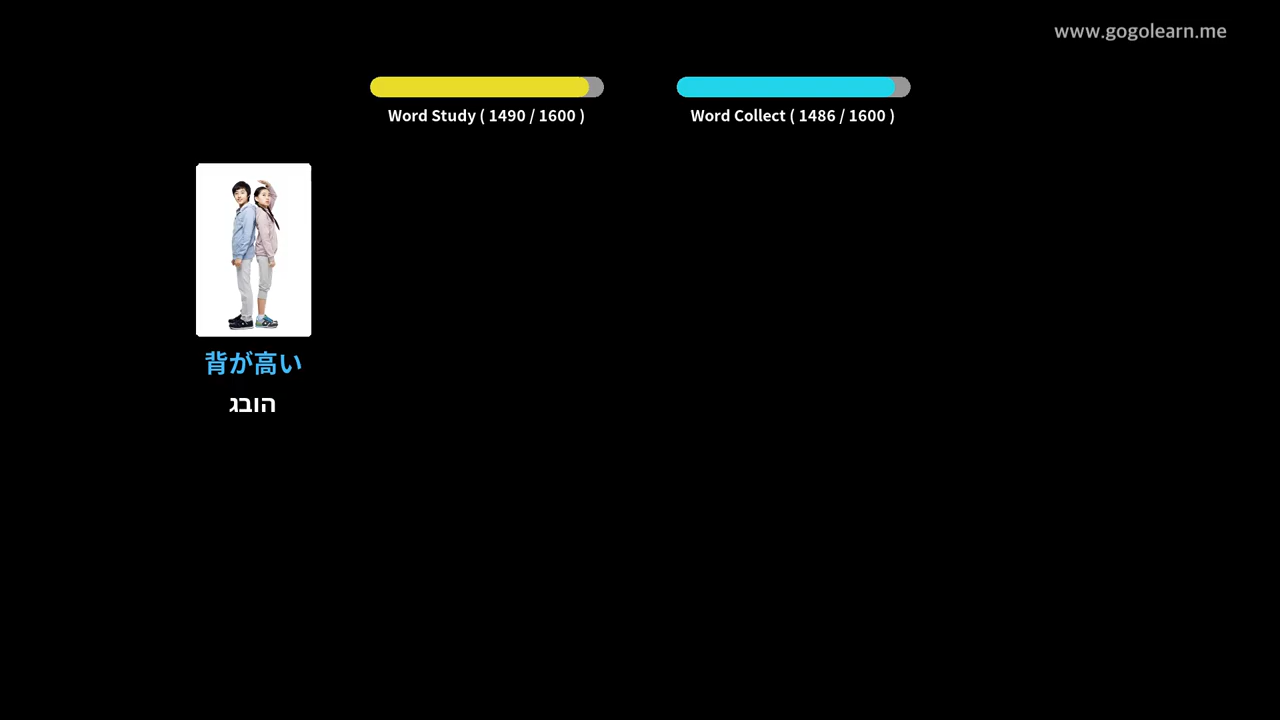 www.gogolearn.me
Word Study ( 1490 / 1600 )
Word Collect ( 1486 / 1600 )
背が高い
הובג